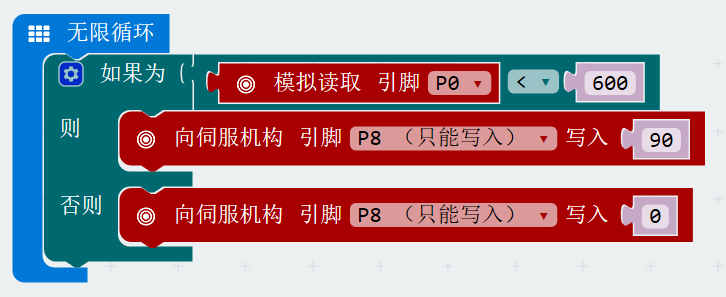 无限循环
如果为 模拟读取 引脚 P0 < 600
则 向伺服机构 引脚 P8 （只能写入） 写入 90
否则 向伺服机构 引脚 P8 （只能写入） 写入 0